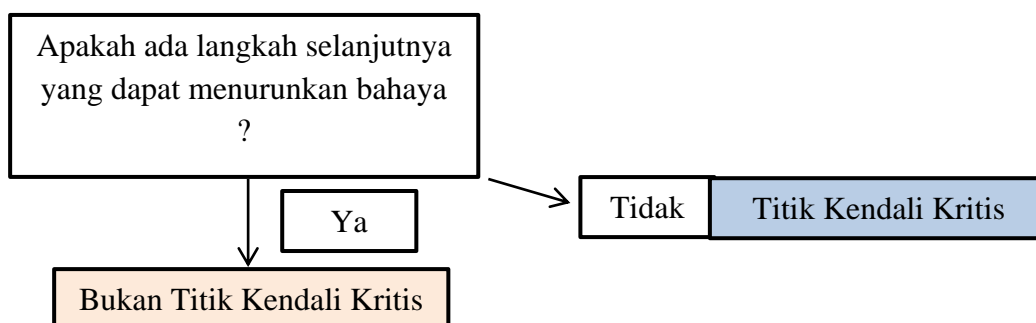 Apakah ada langkah selanjutnya
yang dapat menurunkan bahaya
?
Ya
Tidak
Titik Kendali Kritis
Bukan Titik Kendali Kritis